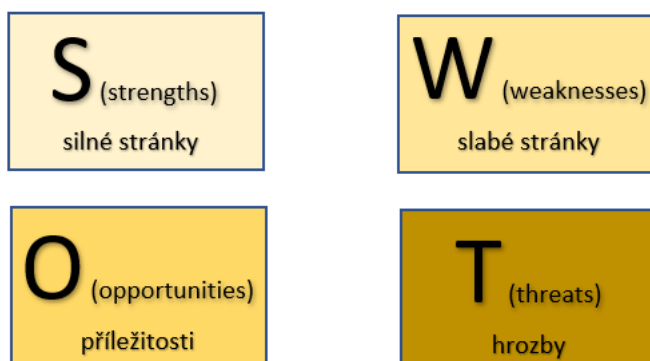 S (strengths)
silné stránky
W (weaknesses)
slabé stránky
O (opportunities)
příležitosti
T (threats)
hrozby